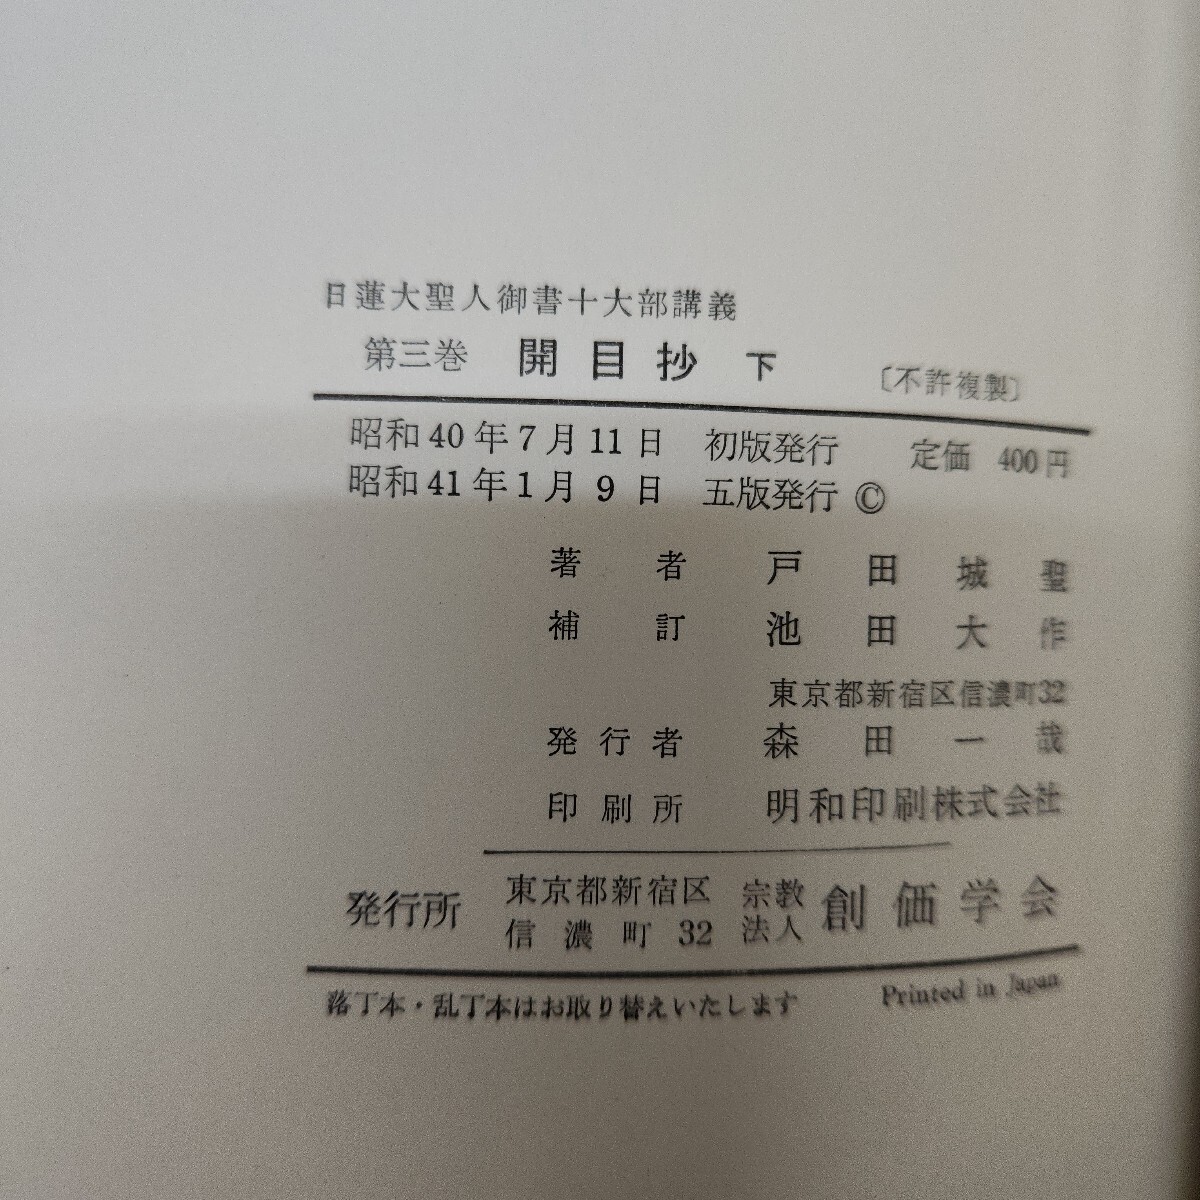 日蓮大聖人御書十大部講義
第三巻 開目抄 下 〔不許複製〕
昭和40年7月11日 初版発行 定価 400円
昭和41年1月9日 五版発行 ©
著者 戸田城聖
補訂 池田大作
東京都新宿区信濃町32
発行者 森田一哉
印刷所 明和印刷株式会社
発行所 東京都新宿区信濃町32 宗教法人 創価学会
落丁本・乱丁本はお取り替えいたします Printed in Japan